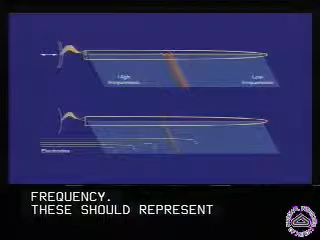 High Frequencies
Low Frequencies
Electrodes
FREQUENCY.
THESE SHOULD REPRESENT